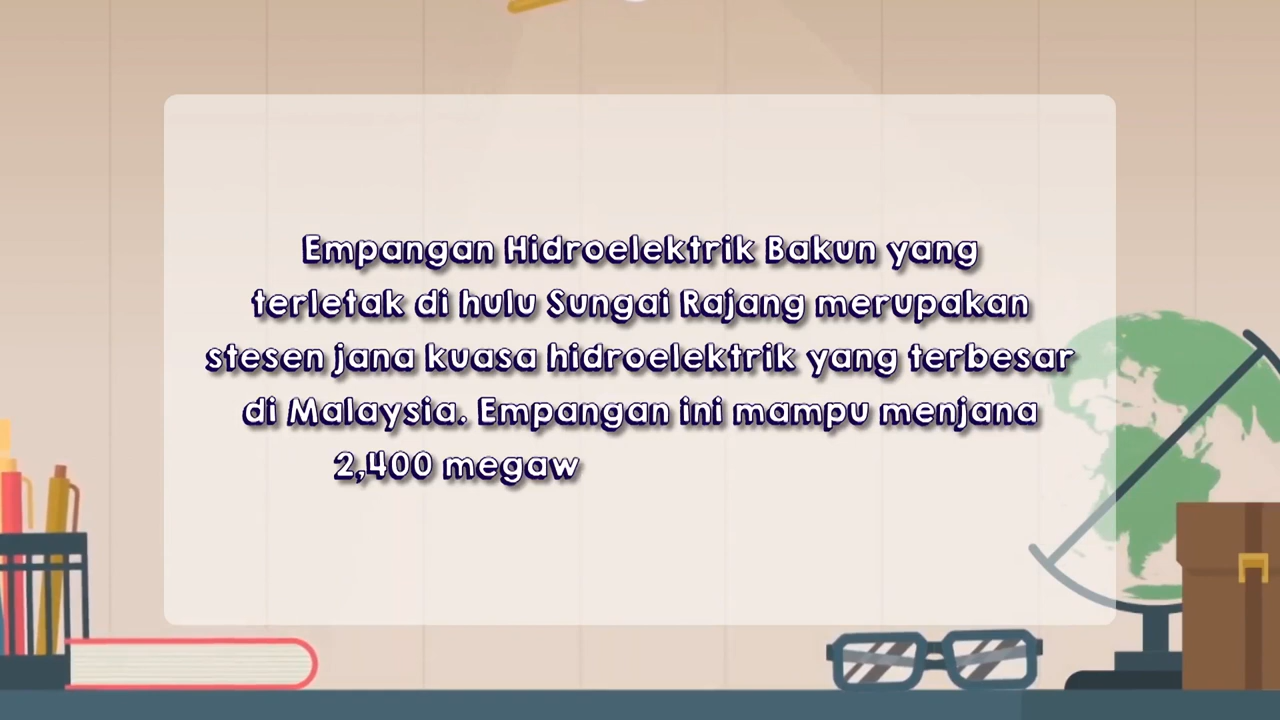 Empangan Hidroelektrik Bakun yang
terletak di hulu Sungai Rajang merupakan
stesen jana kuasa hidroelektrik yang terbesar
di Malaysia. Empangan ini mampu menjana
2,400 megaw